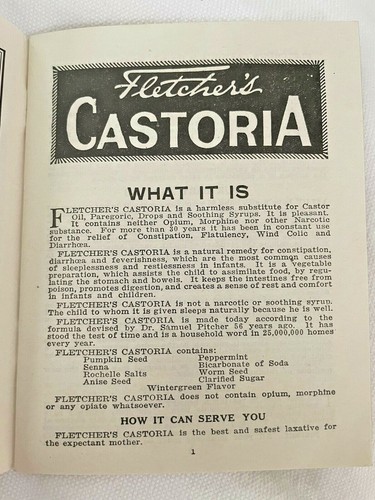 Fletcher's
CASTORIA
WHAT IT IS
FLETCHER'S CASTORIA is a harmless substitute for Castor
Oil, Paregoric, Drops and Soothing Syrups. It is pleasant.
It contains neither Opium, Morphine nor other Narcotic
substance. For more than 30 years it has been in constant use
for the relief of Constipation, Flatulency, Wind Colic and
Diarrhœa.
FLETCHER'S CASTORIA is a natural remedy for constipation,
diarrhœa and feverishness, which are the most common causes
of sleeplessness and restlessness in infants. It is a vegetable
preparation, which assists the child to assimilate food, by regu-
lating the stomach and bowels. It keeps the intestines free from
poison, promotes digestion, and creates a sense of rest and comfort
in infants and children.
FLETCHER'S CASTORIA is not a narcotic or soothing syrup.
The child to whom it is given sleeps naturally because he is well.
FLETCHER'S CASTORIA is made today according to the
formula devised by Dr. Samuel Pitcher 56 years ago. It has
stood the test of time and is a household word in 25,000,000 homes
every year.
FLETCHER'S CASTORIA contains:
Pumpkin Seed Peppermint
Senna Bicarbonate of Soda
Rochelle Salts Worm Seed
Anise Seed Clarified Sugar
Wintergreen Flavor
FLETCHER'S CASTORIA does not contain opium, morphine
or any opiate whatsoever.
HOW IT CAN SERVE YOU
FLETCHER'S CASTORIA is the best and safest laxative for
the expectant mother.
1